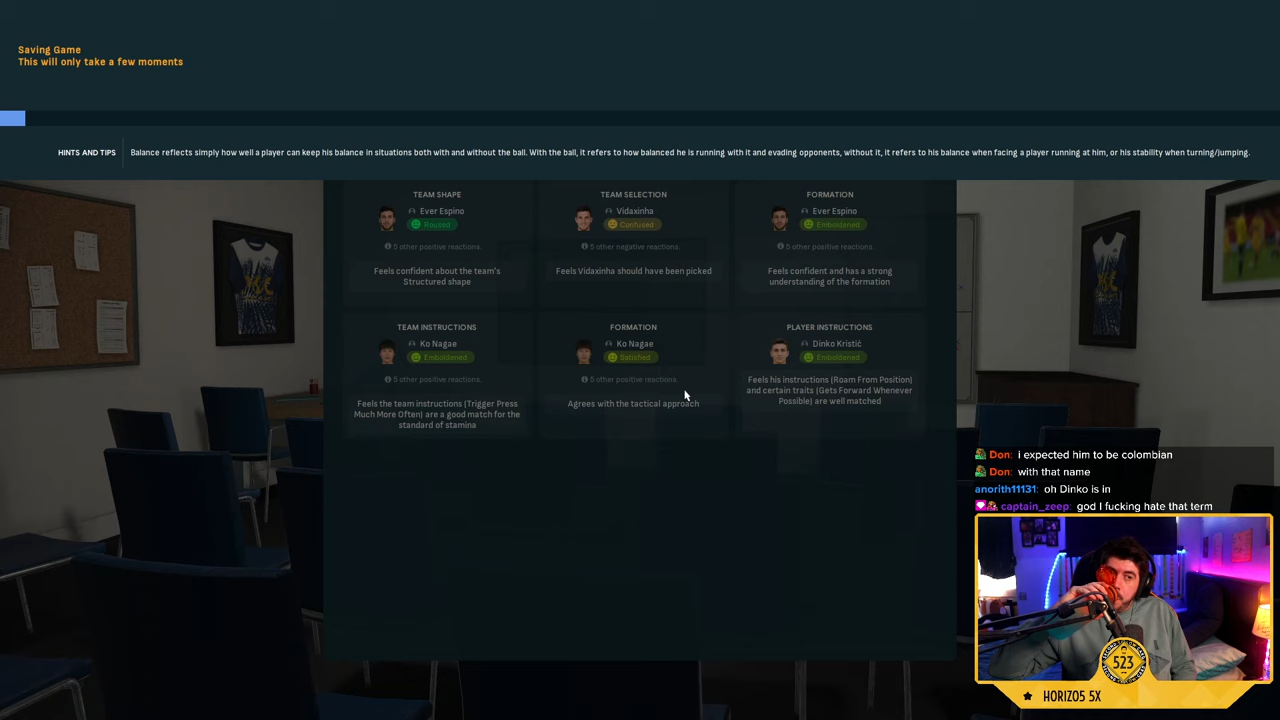 Saving Game
This will only take a few moments
HINTS AND TIPS
Balance reflects simply how well a player can keep his balance in situations both with and without the ball. With the ball, it refers to how balanced he is running with it and evading opponents, without it, it refers to his balance when facing a player running at him, or his stability when turning/jumping.
TEAM SHAPE
Ever Espino
Roused
5 other positive reactions.
Feels confident about the team's
Structured shape
TEAM SELECTION
Vidaxinha
Confused
5 other negative reactions.
Feels Vidaxinha should have been picked
FORMATION
Ever Espino
Emboldened
5 other positive reactions.
Feels confident and has a strong
understanding of the formation
TEAM INSTRUCTIONS
Ko Nagae
Emboldened
5 other positive reactions.
Feels the team instructions (Trigger Press
Much More Often) are a good match for the
standard of stamina
FORMATION
Ko Nagae
Satisfied
5 other positive reactions.
Agrees with the tactical approach
PLAYER INSTRUCTIONS
Dinko Kristić
Emboldened
Feels his instructions (Roam From Position)
and certain traits (Gets Forward Whenever
Possible) are well matched
Don: i expected him to be colombian
Don: with that name
anorith11131: oh Dinko is in
captain_zeep: god I fucking hate that term
523
HORIZO5 5X